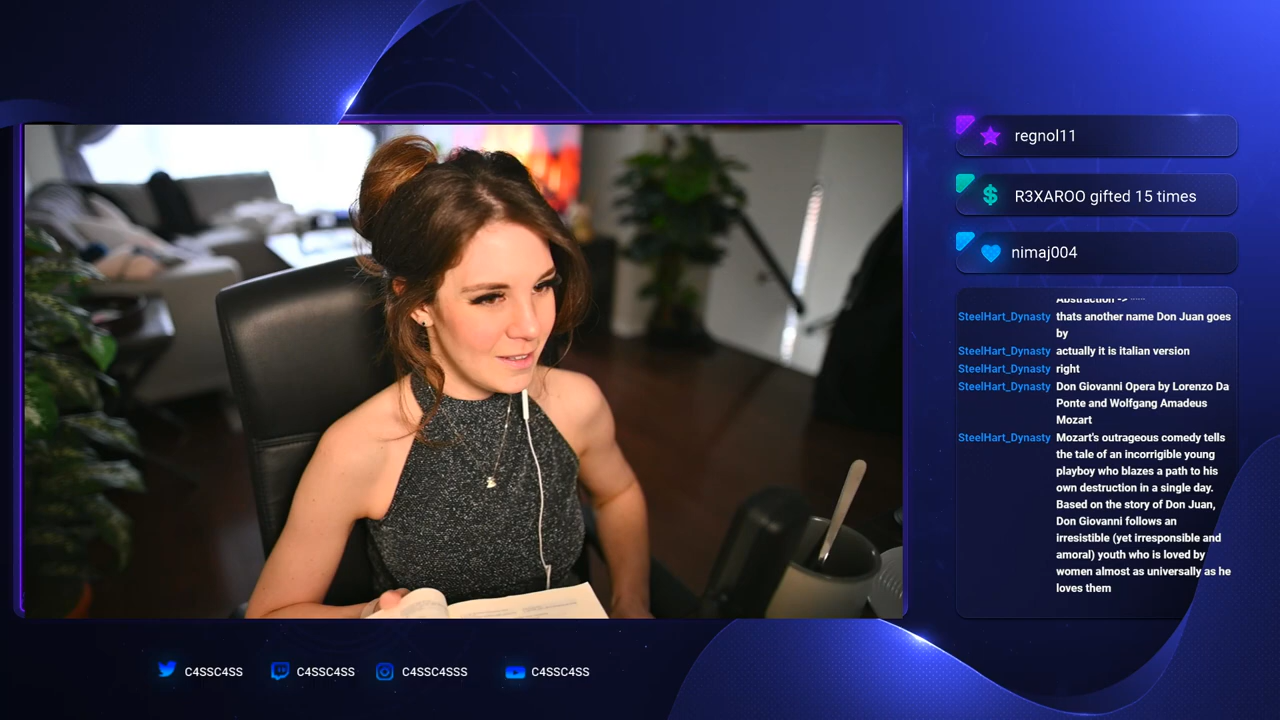 regnol11
R3XAROO gifted 15 times
nimaj004
Abstraction ->
SteelHart_Dynasty thats another name Don Juan goes
by
SteelHart_Dynasty actually it is italian version
SteelHart_Dynasty right
SteelHart_Dynasty Don Giovanni Opera by Lorenzo Da
Ponte and Wolfgang Amadeus
Mozart
SteelHart_Dynasty Mozart's outrageous comedy tells
the tale of an incorrigible young
playboy who blazes a path to his
own destruction in a single day.
Based on the story of Don Juan,
Don Giovanni follows an
irresistible (yet irresponsible and
amoral) youth who is loved by
women almost as universally as he
loves them
C4SSC4SS C4SSC4SS C4SSC4SSS C4SSC4SS